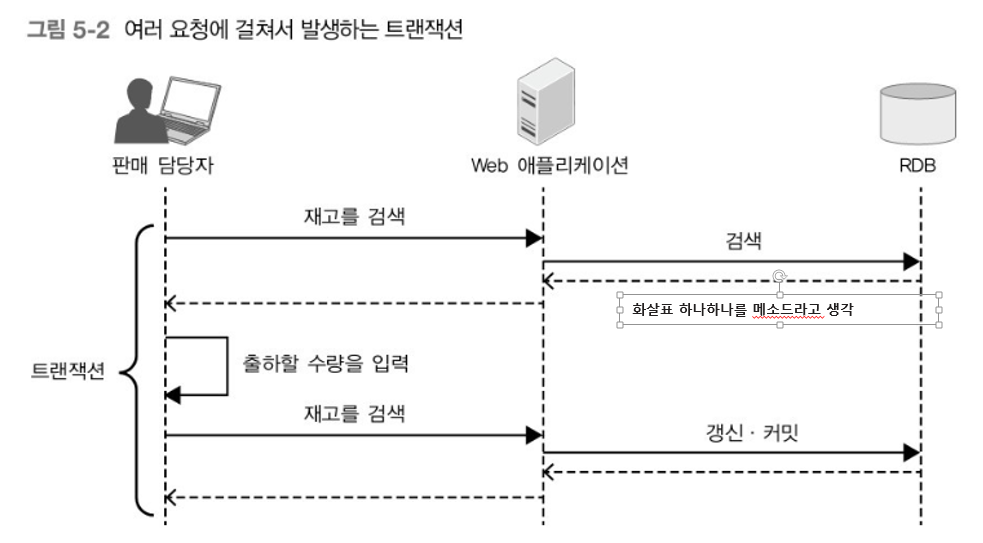 그림 5-2 여러 요청에 걸쳐서 발생하는 트랜잭션
판매 담당자
Web 애플리케이션
RDB
재고를 검색
검색
화살표 하나하나를 메소드라고 생각
트랜잭션
출하할 수량을 입력
재고를 검색
갱신 · 커밋